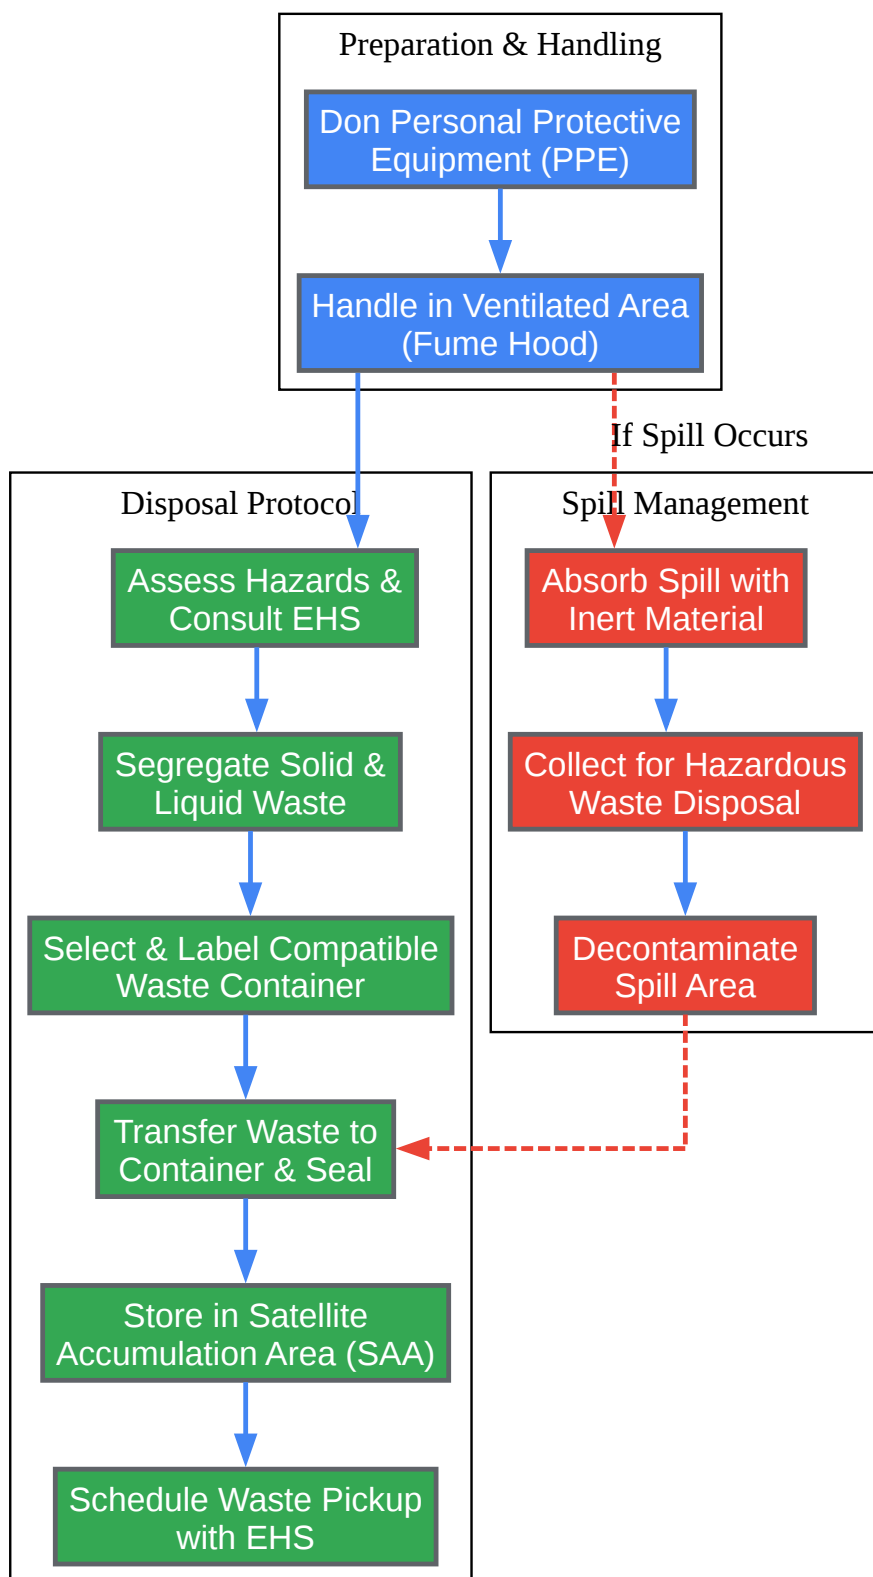 Preparation & Handling
Don Personal Protective
Equipment (PPE)
Handle in Ventilated Area
(Fume Hood)
If Spill Occurs
Disposal Protocol
Assess Hazards &
Consult EHS
Segregate Solid &
Liquid Waste
Select & Label Compatible
Waste Container
Transfer Waste to
Container & Seal
Store in Satellite
Accumulation Area (SAA)
Schedule Waste Pickup
with EHS
Spill Management
Absorb Spill with
Inert Material
Collect for Hazardous
Waste Disposal
Decontaminate
Spill Area